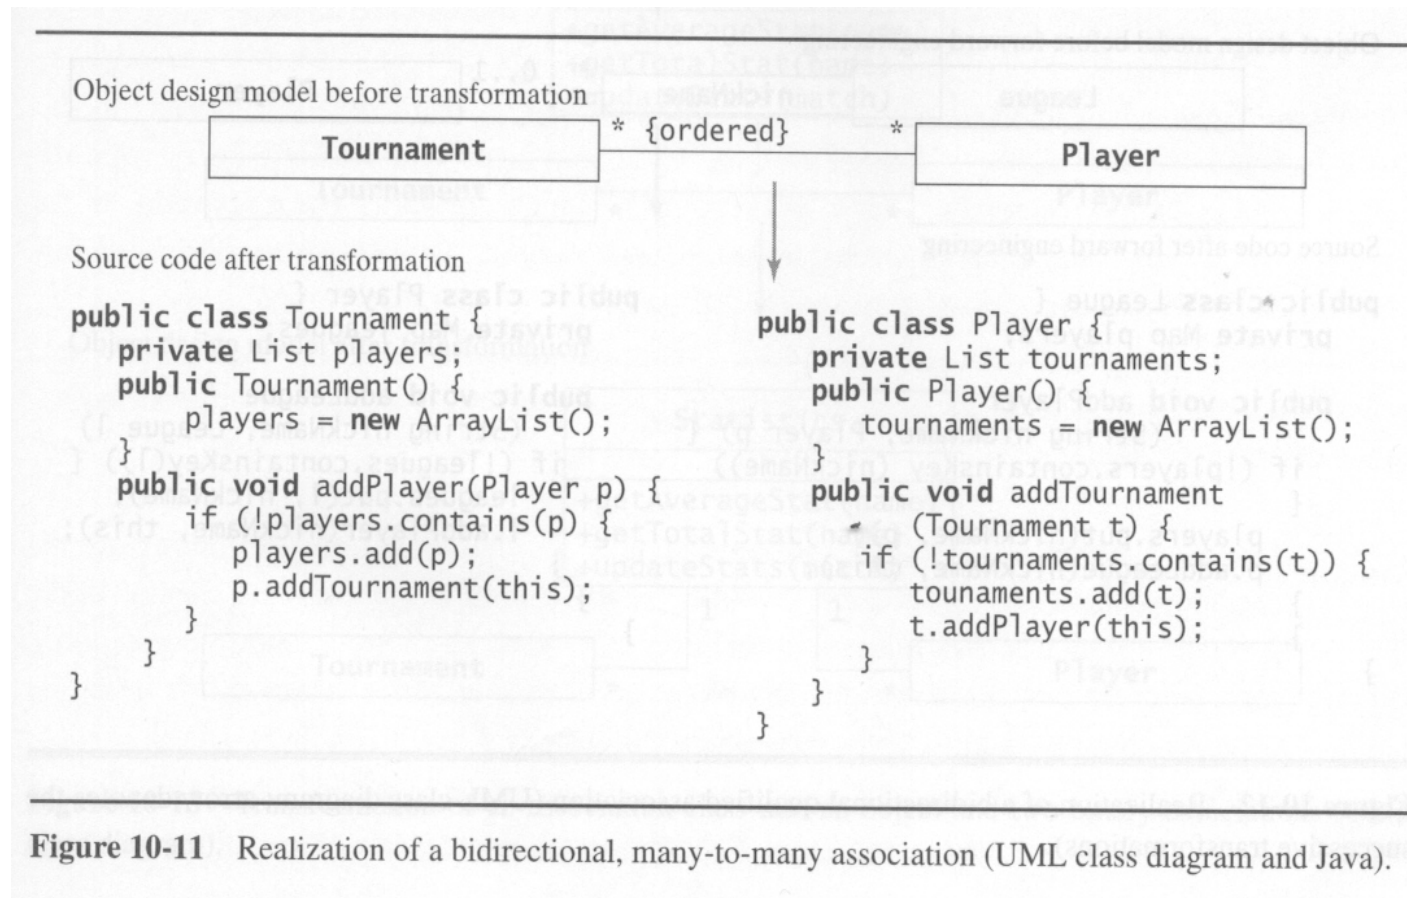 Object design model before transformation
Tournament
* {ordered}
*
Player
Source code after transformation
public class Tournament {
private List players;
public Tournament() {
players = new ArrayList();
}
public void addPlayer(Player p) {
if (!players.contains(p) {
players.add(p);
p.addTournament(this);
}
}
}
public class Player {
private List tournaments;
public Player() {
tournaments = new ArrayList();
}
public void addTournament
(Tournament t) {
if (!tournaments.contains(t)) {
tounaments.add(t);
t.addPlayer(this);
}
}
}
Figure 10-11 Realization of a bidirectional, many-to-many association (UML class diagram and Java).